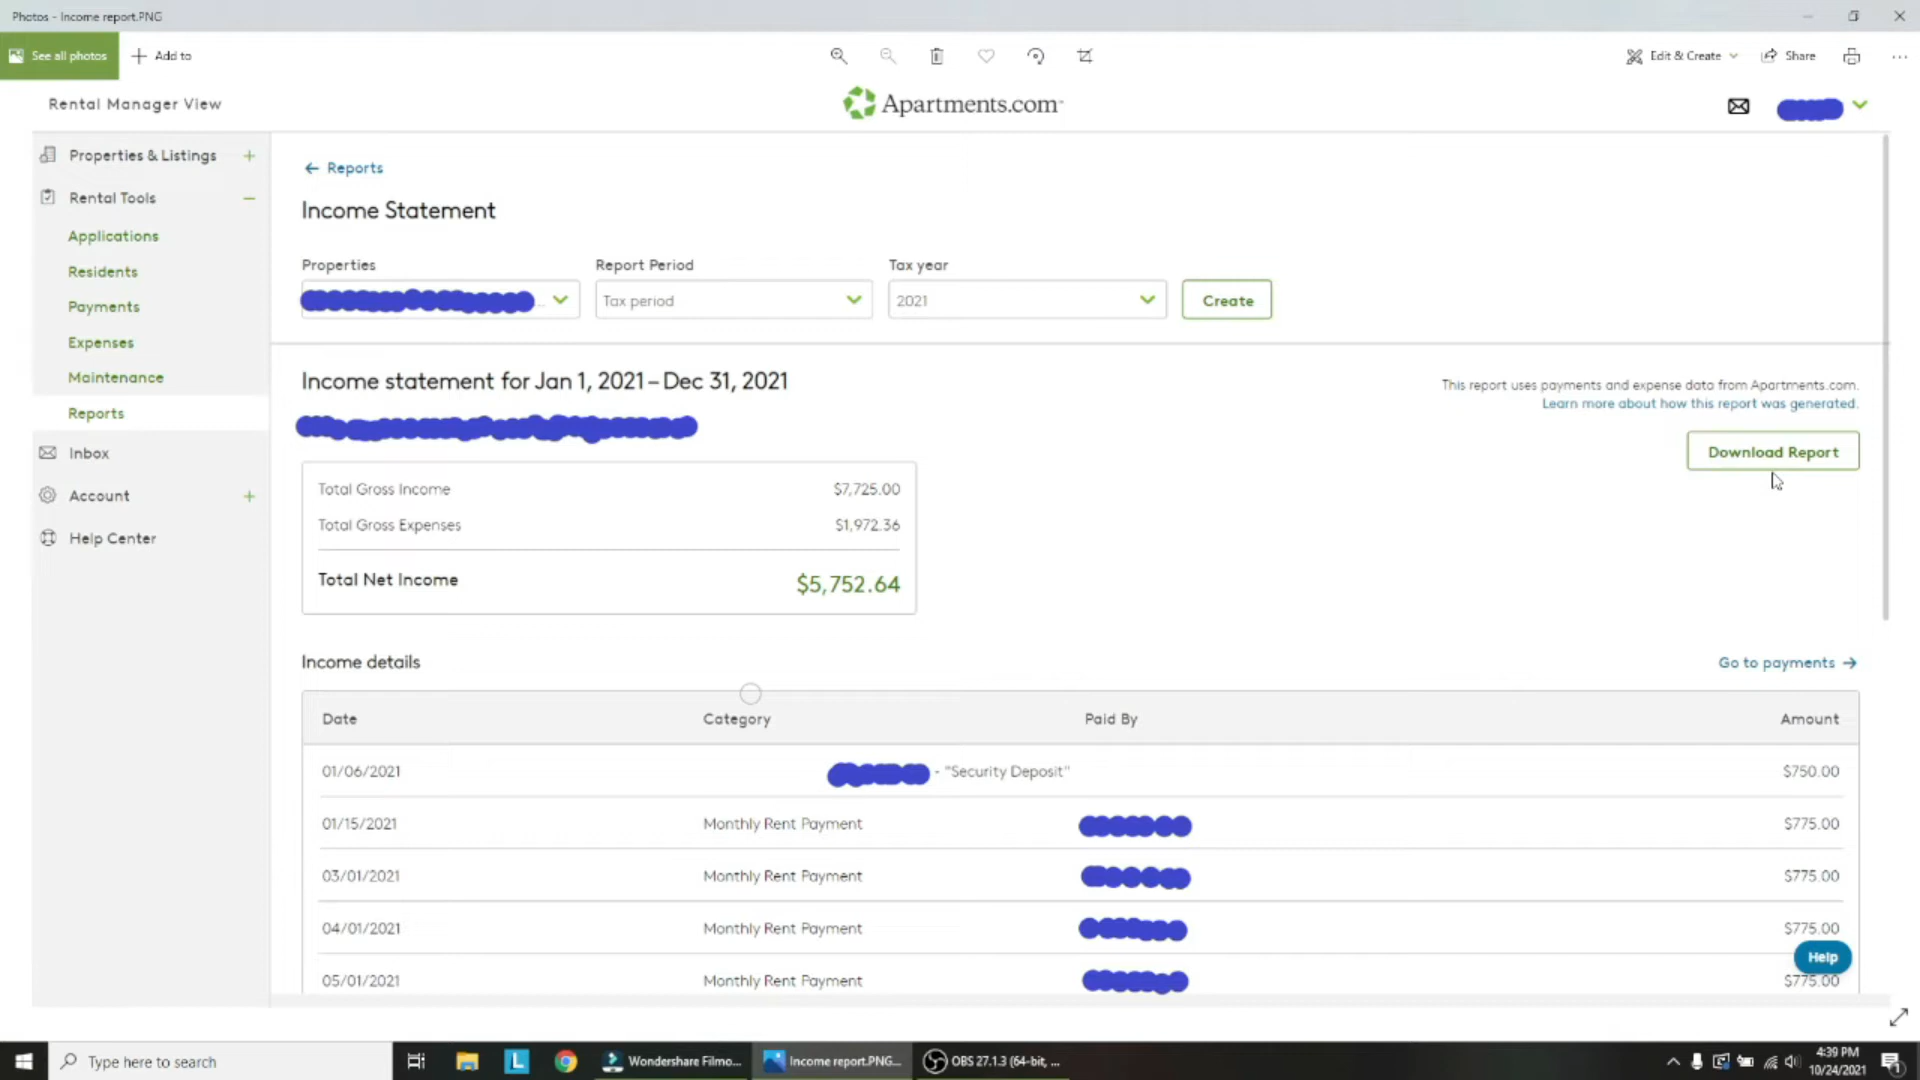 Photos - Income report.PNG
See all photos
Add to
Edit & Create
Share
Rental Manager View
Apartments.com™
Properties & Listings
Rental Tools
Applications
Residents
Payments
Expenses
Maintenance
Reports
Inbox
Account
Help Center
Reports
Income Statement
Properties Report Period Tax year
Tax period 2021 Create
Income statement for Jan 1, 2021 – Dec 31, 2021
This report uses payments and expense data from Apartments.com.
Learn more about how this report was generated.
Download Report
Total Gross Income $7,725.00
Total Gross Expenses $1,972.36
Total Net Income $5,752.64
Income details Go to payments
Date Category Paid By Amount
01/06/2021 - "Security Deposit" $750.00
01/15/2021 Monthly Rent Payment $775.00
03/01/2021 Monthly Rent Payment $775.00
04/01/2021 Monthly Rent Payment $775.00
05/01/2021 Monthly Rent Payment $775.00
Help
Type here to search
L
Wondershare Filmo...
Income report.PNG...
OBS 27.1.3 (64-bit, ...
4:39 PM
10/24/2021
1